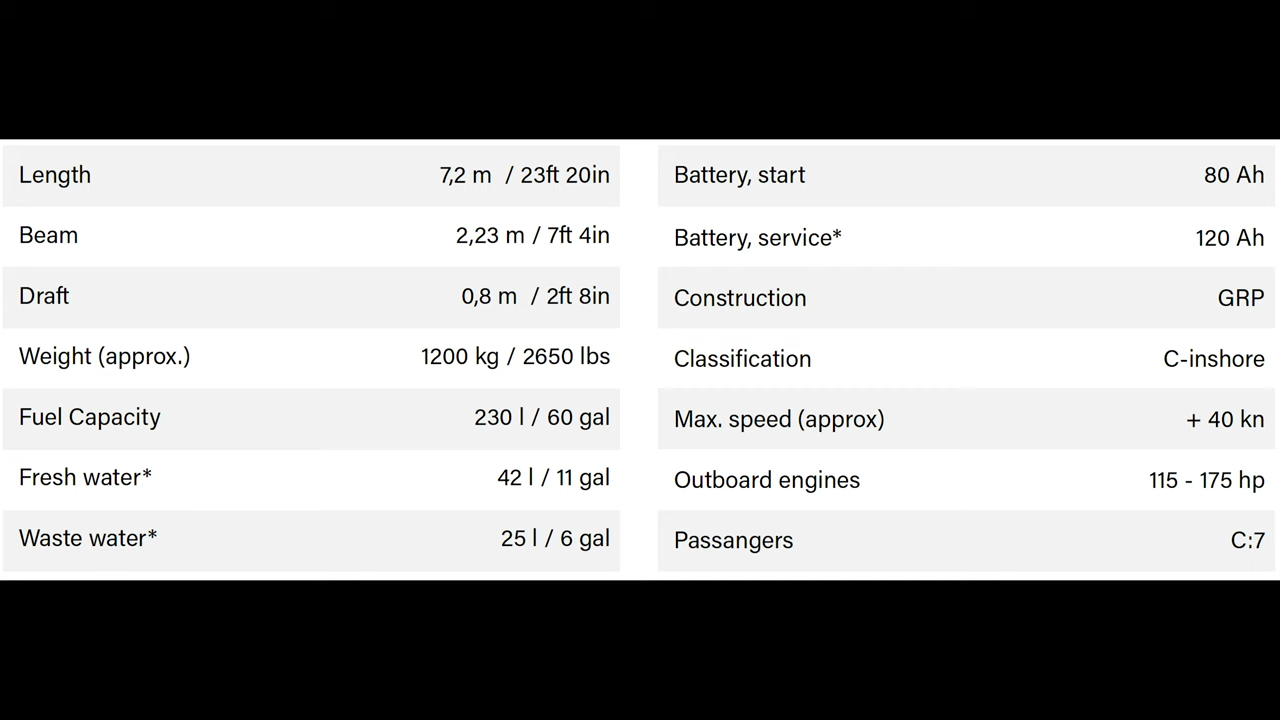 Length 7,2 m / 23ft 20in
Beam 2,23 m / 7ft 4in
Draft 0,8 m / 2ft 8in
Weight (approx.) 1200 kg / 2650 lbs
Fuel Capacity 230 l / 60 gal
Fresh water* 42 l / 11 gal
Waste water* 25 l / 6 gal
Battery, start 80 Ah
Battery, service* 120 Ah
Construction GRP
Classification C-inshore
Max. speed (approx) + 40 kn
Outboard engines 115 - 175 hp
Passangers C:7